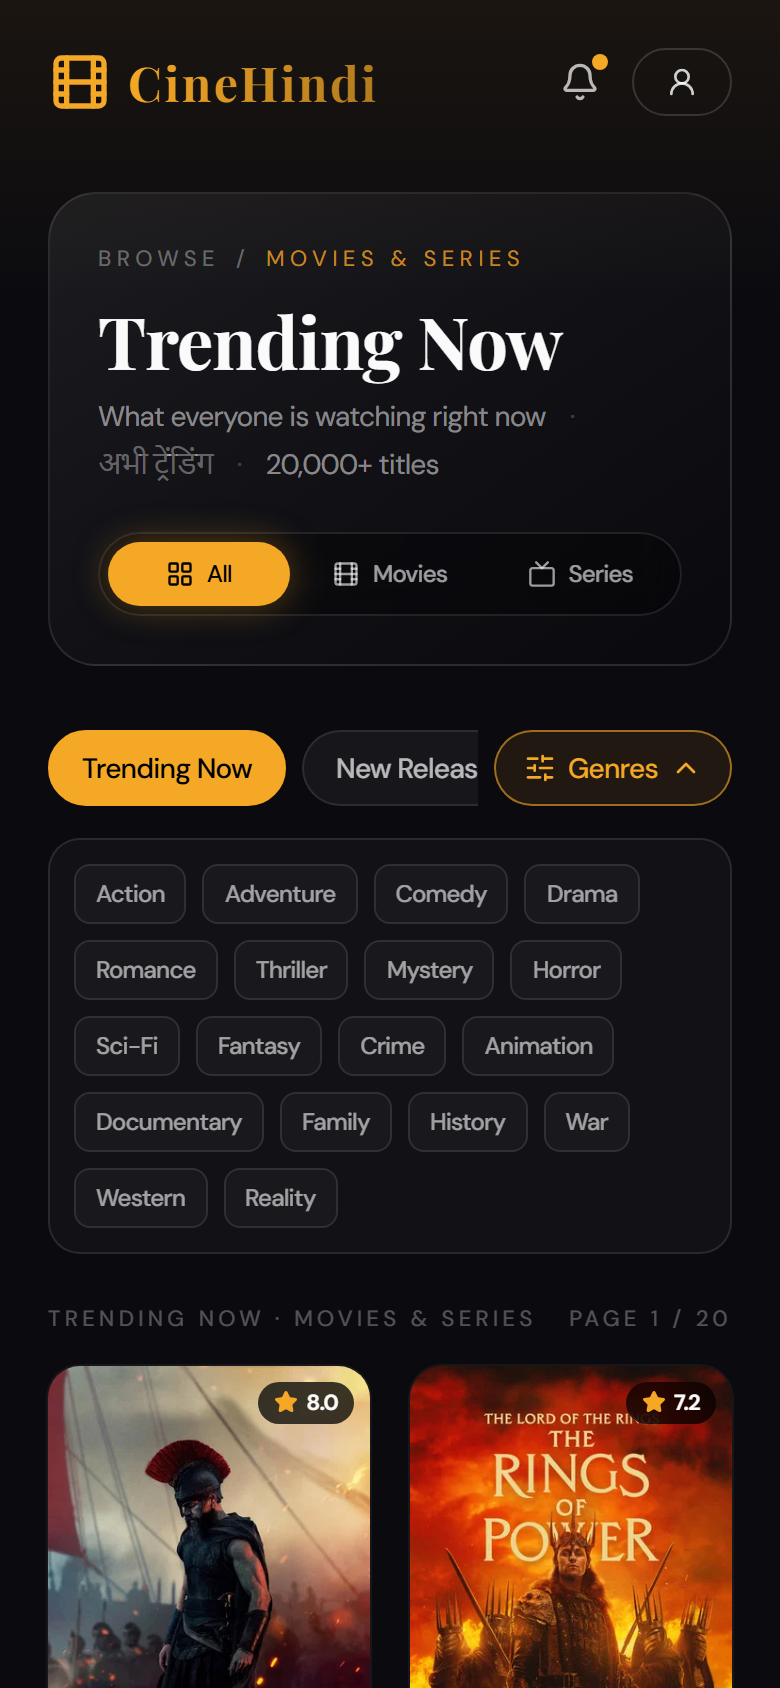 CineHindi
BROWSE / MOVIES & SERIES
Trending Now
What everyone is watching right now ·
अभी ट्रेंडिंग · 20,000+ titles
All Movies Series
Trending Now New Releas Genres
Action Adventure Comedy Drama
Romance Thriller Mystery Horror
Sci-Fi Fantasy Crime Animation
Documentary Family History War
Western Reality
TRENDING NOW · MOVIES & SERIES PAGE 1 / 20
8.0 7.2
THE LORD OF THE RINGS
THE
RINGS
OF
POWER